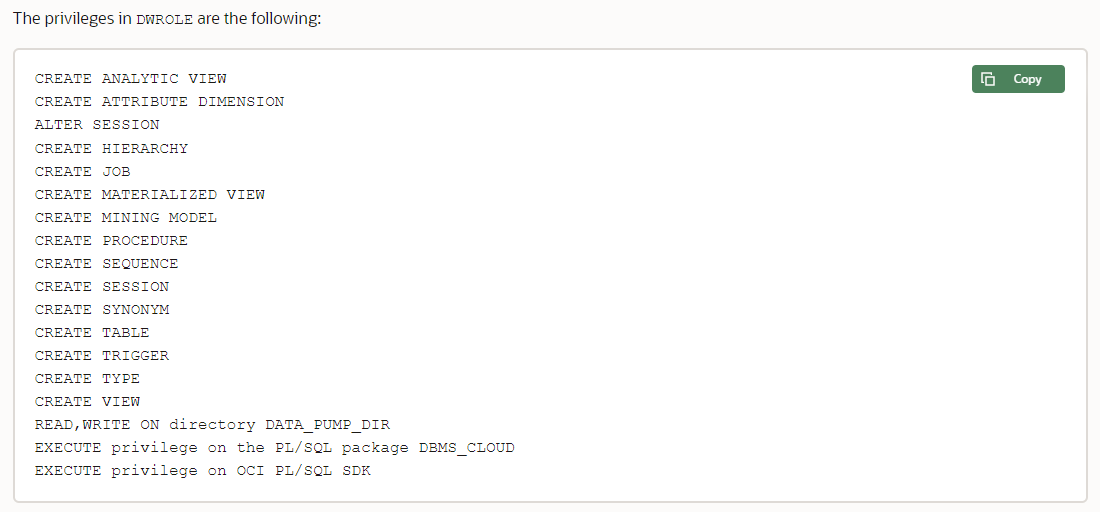 The privileges in DWROLE are the following:
Copy
CREATE ANALYTIC VIEW
CREATE ATTRIBUTE DIMENSION
ALTER SESSION
CREATE HIERARCHY
CREATE JOB
CREATE MATERIALIZED VIEW
CREATE MINING MODEL
CREATE PROCEDURE
CREATE SEQUENCE
CREATE SESSION
CREATE SYNONYM
CREATE TABLE
CREATE TRIGGER
CREATE TYPE
CREATE VIEW
READ,WRITE ON directory DATA_PUMP_DIR
EXECUTE privilege on the PL/SQL package DBMS_CLOUD
EXECUTE privilege on OCI PL/SQL SDK